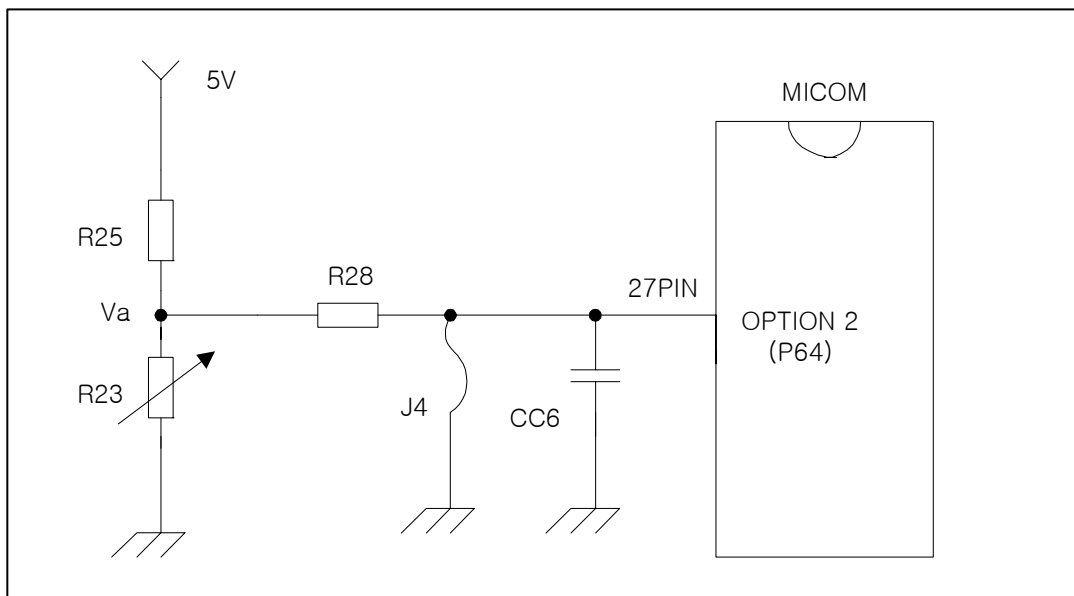 5V
MICOM
R25
R28
27PIN
Va
OPTION 2
(P64)
R23
J4
CC6